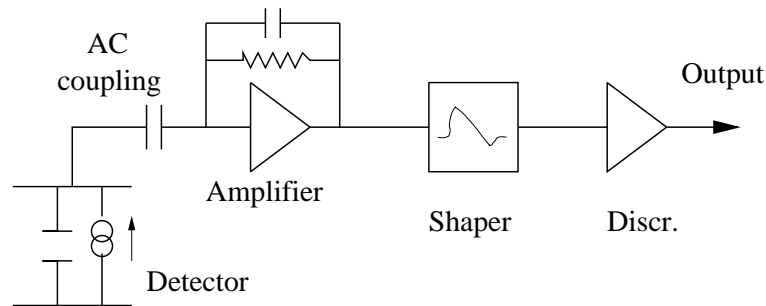 AC
coupling
Output
Amplifier
Shaper
Discr.
Detector